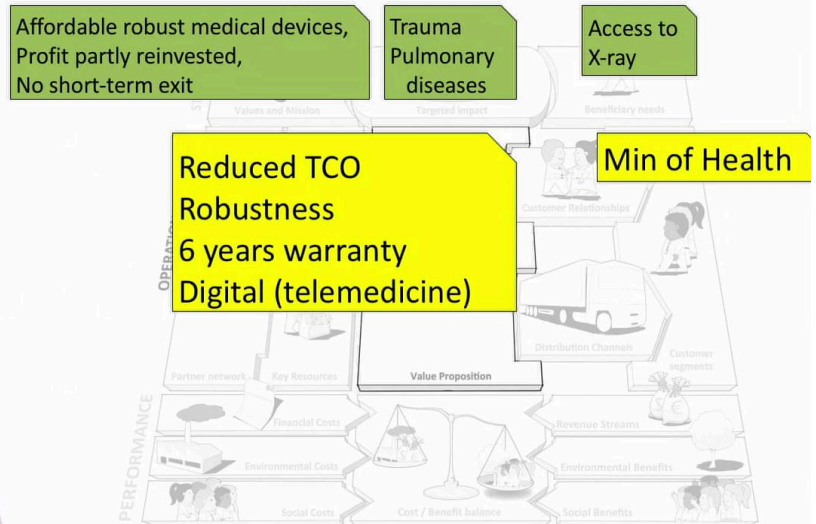 Affordable robust medical devices,
Profit partly reinvested,
No short-term exit
Trauma
Pulmonary
diseases
Access to
X-ray
Values and Mission
Targeted Impact
Beneficiary needs
Reduced TCO
Robustness
6 years warranty
Digital (telemedicine)
Min of Health
Customer Relationships
Distribution Channels
Customer
segments
Partner network
Key Resources
Value Proposition
PERFORMANCE
Financial Costs
Revenue Streams
Environmental Costs
Environmental Benefits
Social Costs
Cost / Benefit balance
Social Benefits